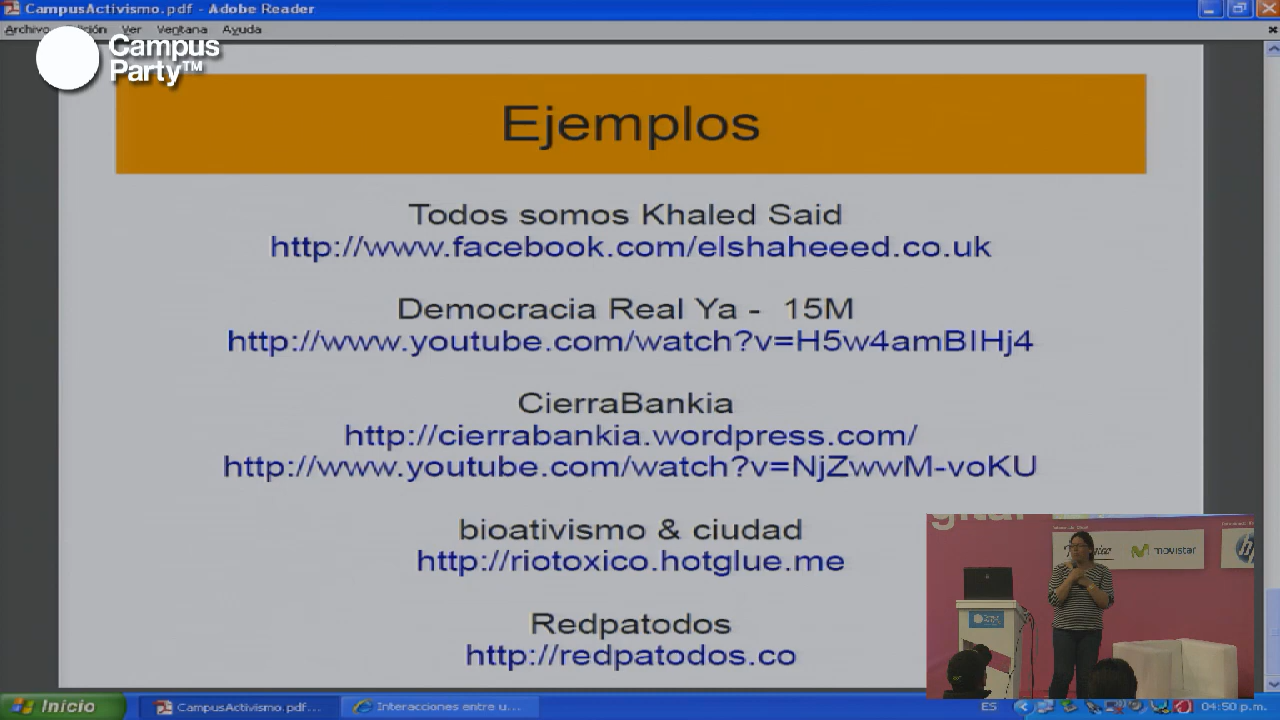 CampusActivismo.pdf - Adobe Reader
Archivo Ver Ventana Ayuda
Campus
Party™
Ejemplos
Todos somos Khaled Said
http://www.facebook.com/elshaheeed.co.uk
Democracia Real Ya - 15M
http://www.youtube.com/watch?v=H5w4amBIHj4
CierraBankia
http://cierrabankia.wordpress.com/
http://www.youtube.com/watch?v=NjZwwM-voKU
bioativismo & ciudad
http://riotoxico.hotglue.me
Redpatodos
http://redpatodos.co
movistar
hp
Inicio
CampusActivismo.pdf...
Interacciones entre u...
ES
04:50 p.m.